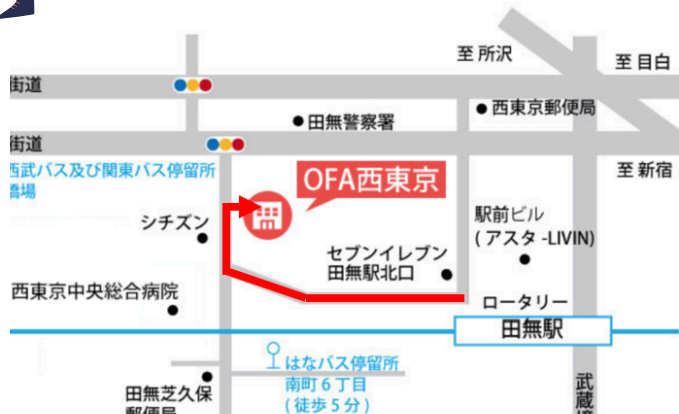 至 所沢
至 目白
街道
西東京郵便局
田無警察署
街道
西武バス及び関東バス停留所
橋場
OFA西東京
至 新宿
シチズン
駅前ビル
( アスタ -LIVIN)
セブンイレブン
田無駅北口
西東京中央総合病院
ロータリー
田無駅
はなバス停留所
南町 6 丁目
( 徒歩 5 分 )
田無芝久保
郵便局
武蔵境